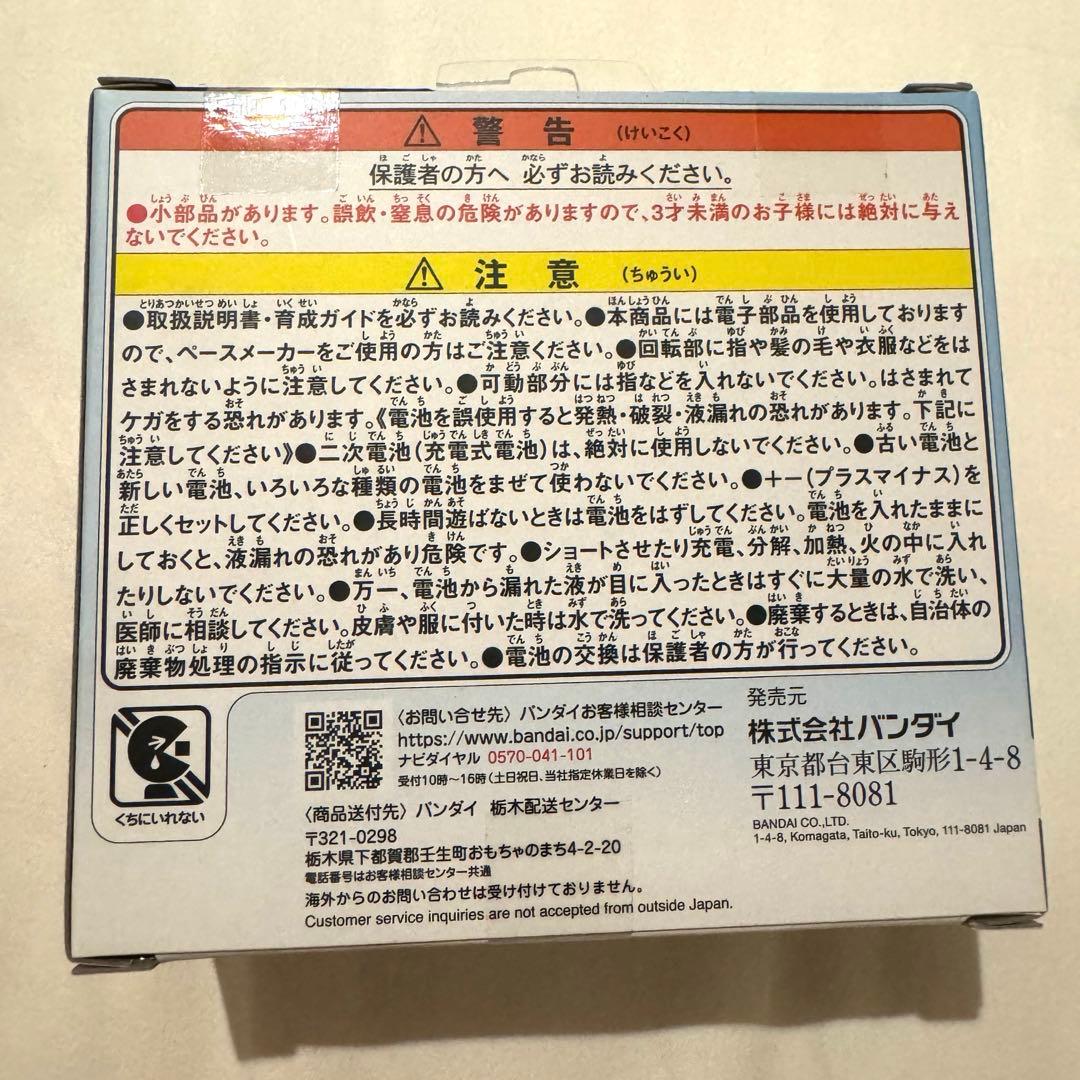 警告 (けいこく)
保護者の方へ 必ずお読みください。
●小部品があります。誤飲・窒息の危険がありますので、3才未満のお子様には絶対に与え
ないでください。
注意 (ちゅうい)
●取扱説明書・育成ガイドを必ずお読みください。●本商品には電子部品を使用しております
ので、ペースメーカーをご使用の方はご注意ください。●回転部に指や髪の毛や衣服などをは
さまれないように注意してください。●可動部分には指などを入れないでください。はさまれて
ケガをする恐れがあります。《電池を誤使用すると発熱・破裂・液漏れの恐れがあります。下記に
注意してください》●二次電池(充電式電池)は、絶対に使用しないでください。●古い電池と
新しい電池、いろいろな種類の電池をまぜて使わないでください。●+−(プラスマイナス)を
正しくセットしてください。●長時間遊ばないときは電池をはずしてください。電池を入れたままに
しておくと、液漏れの恐れがあり危険です。●ショートさせたり充電、分解、加熱、火の中に入れ
たりしないでください。●万一、電池から漏れた液が目に入ったときはすぐに大量の水で洗い、
医師に相談してください。皮膚や服に付いた時は水で洗ってください。●廃棄するときは、自治体の
廃棄物処理の指示に従ってください。●電池の交換は保護者の方が行ってください。
くちにいれない
〈お問い合せ先〉バンダイお客様相談センター
https://www.bandai.co.jp/support/top
ナビダイヤル 0570-041-101
受付10時〜16時(土日祝日、当社指定休業日を除く)
〈商品送付先〉バンダイ 栃木配送センター
〒321-0298
栃木県下都賀郡壬生町おもちゃのまち4-2-20
電話番号はお客様相談センター共通
海外からのお問い合わせは受け付けておりません。
Customer service inquiries are not accepted from outside Japan.
発売元
株式会社バンダイ
東京都台東区駒形1-4-8
〒111-8081
BANDAI CO.,LTD.
1-4-8, Komagata, Taito-ku, Tokyo, 111-8081 Japan